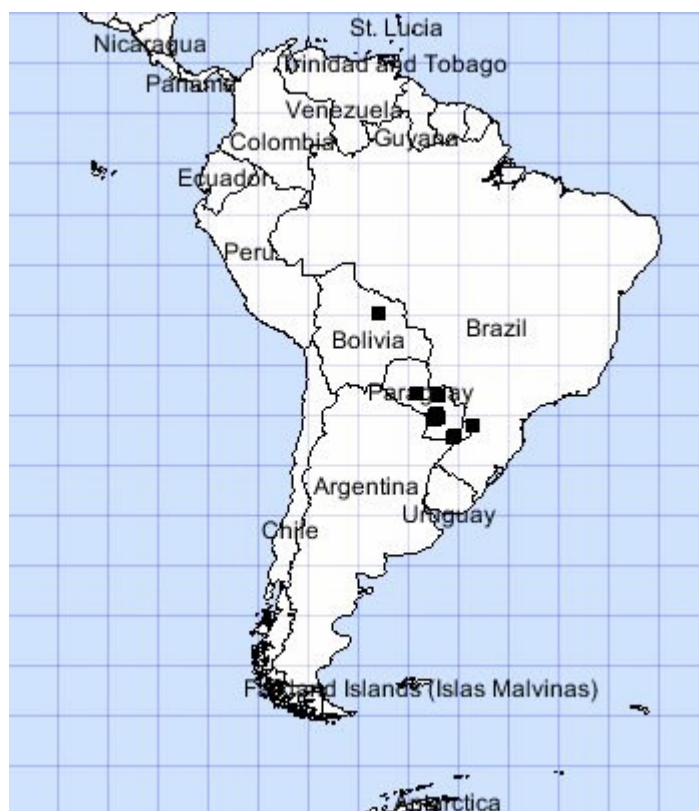 St. Lucia
Nicaragua
Trinidad and Tobago
Panama
Venezuela
Colombia
Guyana
Ecuador
Peru
Brazil
Bolivia
Paraguay
Argentina
Uruguay
Chile
Falkland Islands (Islas Malvinas)
Antarctica